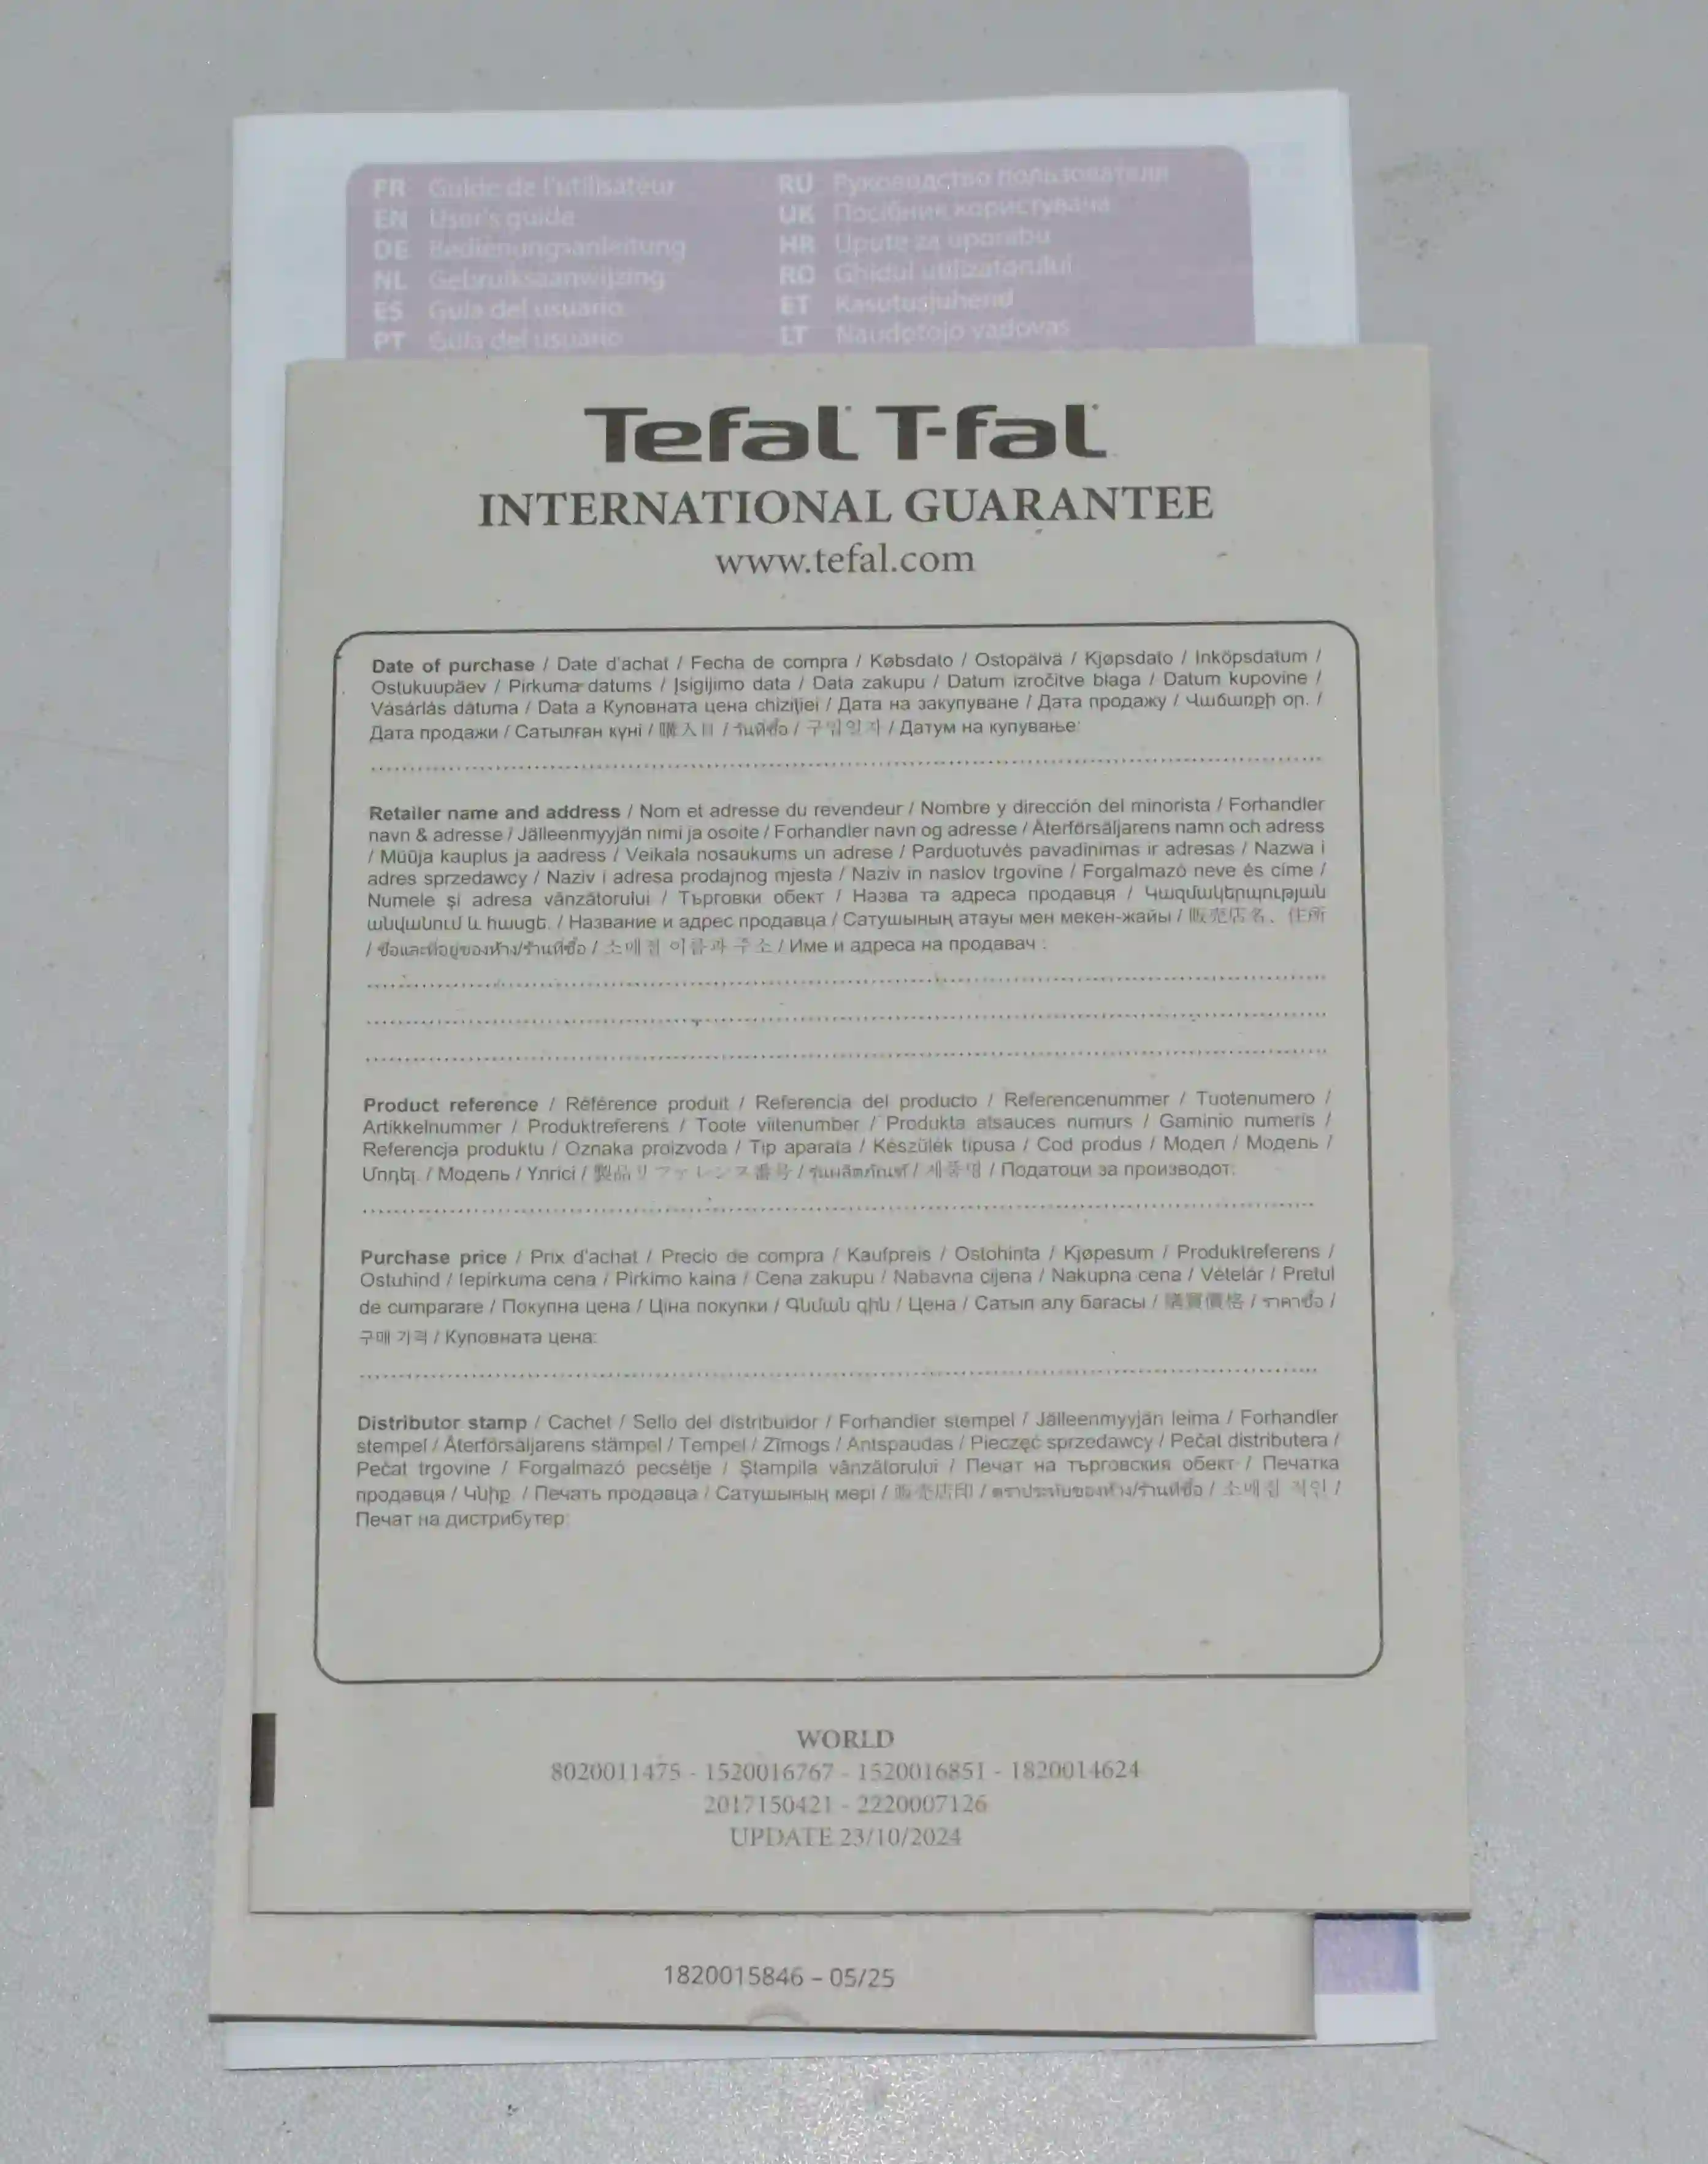 FR Guide de l'utilisateur
EN User's guide
DE Bedienungsanleitung
NL Gebruiksaanwijzing
ES Guía del usuario
PT Guia del usuário
RU Руководство пользователя
UK Посібник користувача
HR Upute za uporabu
RO Ghidul utilizatorului
ET Kasutusjuhend
LT Naudotojo vadovas
Tefal T-fal
INTERNATIONAL GUARANTEE
www.tefal.com
Date of purchase / Date d'achat / Fecha de compra / Købsdato / Ostopäivä / Kjøpsdato / Inköpsdatum /
Ostukuupäev / Pirkuma datums / Įsigijimo data / Data zakupu / Datum izročitve blaga / Datum kupovine /
Vásárlás dátuma / Data a Куповната цена chiziției / Дата на закупуване / Дата продажу / Վաճառքի օր. /
Дата продажи / Сатылған күні / 購入日 / วันที่ซื้อ / 구입일자 / Датум на купување:
Retailer name and address / Nom et adresse du revendeur / Nombre y dirección del minorista / Forhandler
navn & adresse / Jälleenmyyjän nimi ja osoite / Forhandler navn og adresse / Återförsäljarens namn och adress
/ Müüja kauplus ja aadress / Veikala nosaukums un adrese / Parduotuvės pavadinimas ir adresas / Nazwa i
adres sprzedawcy / Naziv i adresa prodajnog mjesta / Naziv in naslov trgovine / Forgalmazó neve és címe /
Numele și adresa vânzătorului / Търговки обект / Назва та адреса продавця / Կազմակերպության
անվանում և հասցե. / Название и адрес продавца / Сатушының атауы мен мекен-жайы / 販売店名、住所
/ ชื่อและที่อยู่ของห้าง/ร้านที่ซื้อ / 소매점 이름과 주소 / Име и адреса на продавач :
Product reference / Référence produit / Referencia del producto / Referencenummer / Tuotenumero /
Artikkelnummer / Produktreferens / Toote viitenumber / Produkta atsauces numurs / Gaminio numeris /
Referencja produktu / Oznaka proizvoda / Tip aparata / Készülék típusa / Cod produs / Модел / Модель /
Մոդել. / Модель / Үлгісі / 製品リファレンス番号 / รุ่นผลิตภัณฑ์ / 제품명 / Податоци за производот:
Purchase price / Prix d'achat / Precio de compra / Kaufpreis / Ostohinta / Kjøpesum / Produktreferens /
Ostuhind / Iepirkuma cena / Pirkimo kaina / Cena zakupu / Nabavna cijena / Nakupna cena / Vételár / Pretul
de cumparare / Покупна цена / Ціна покупки / Գնման գին / Цена / Сатып алу бағасы / 購買價格 / ราคาซื้อ /
구매 가격 / Куповната цена:
Distributor stamp / Cachet / Sello del distribuidor / Forhandler stempel / Jälleenmyyjän leima / Forhandler
stempel / Återförsäljarens stämpel / Tempel / Zīmogs / Antspaudas / Pieczęć sprzedawcy / Pečat distributera /
Pečat trgovine / Forgalmazó pecsétje / Ștampila vânzătorului / Печат на търговския обект / Печатка
продавця / Կնիք / Печать продавца / Сатушының мөрі / 販売店印 / ตราประทับของห้าง/ร้านที่ซื้อ / 소매점 직인 /
Печат на дистрибутер:
WORLD
8020011475 - 1520016767 - 1520016851 - 1820014624
2017150421 - 2220007126
UPDATE 23/10/2024
1820015846 – 05/25